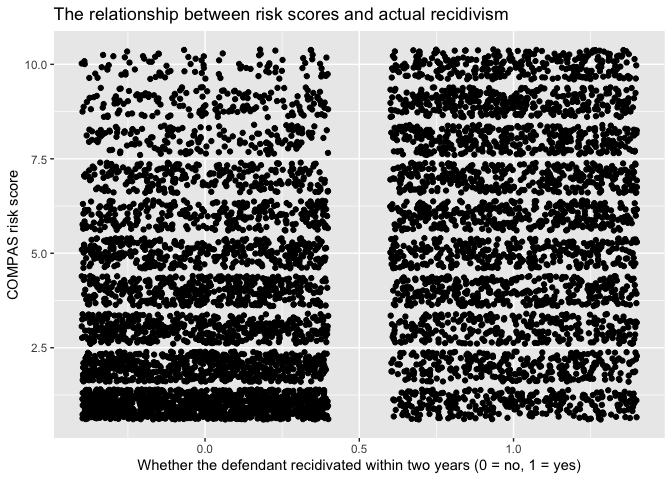 The relationship between risk scores and actual recidivism
COMPAS risk score
10.0
7.5
5.0
2.5
0.0 0.5 1.0
Whether the defendant recidivated within two years (0 = no, 1 = yes)